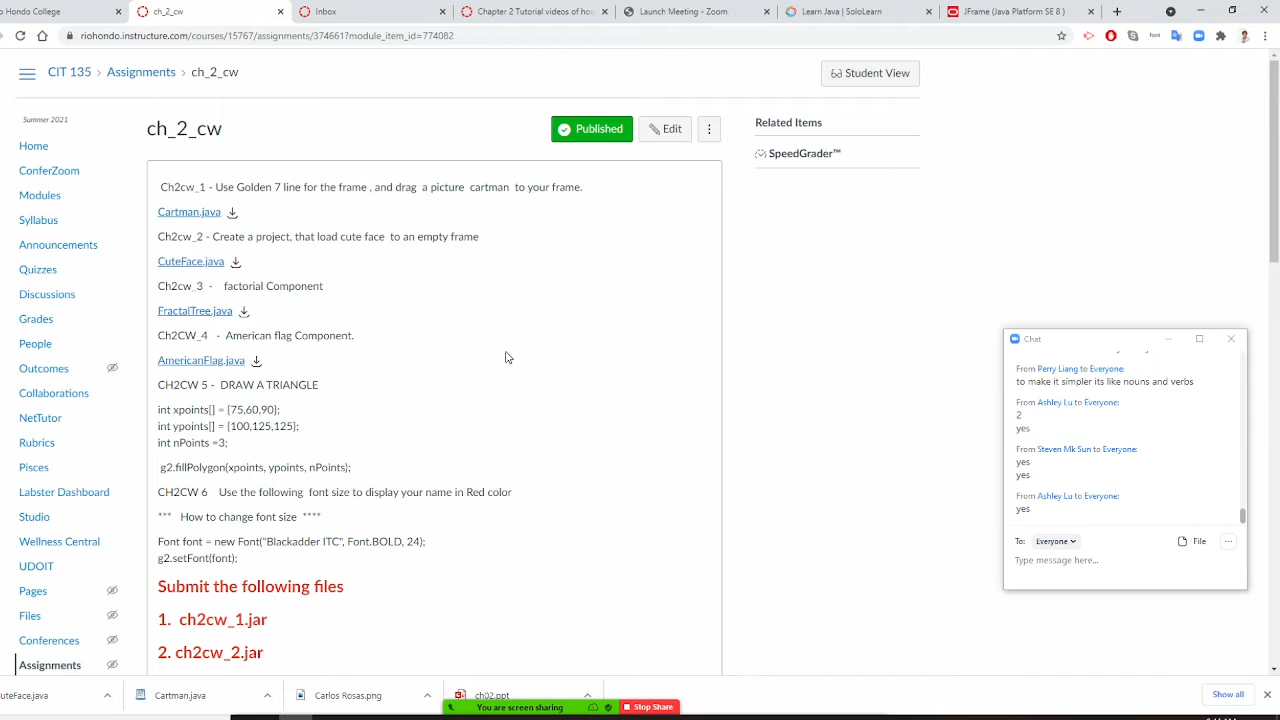 o Hondo College
ch_2_cw
Inbox
Chapter 2 Tutorial videos of hov
Launch Meeting - Zoom
Learn Java | SoloLearn
JFrame (Java Platform SE 8 )
riohondo.instructure.com/courses/15767/assignments/374661?module_item_id=774082
CIT 135 › Assignments › ch_2_cw
Student View
Summer 2021
Home
ConferZoom
Modules
Syllabus
Announcements
Quizzes
Discussions
Grades
People
Outcomes
Collaborations
NetTutor
Rubrics
Pisces
Labster Dashboard
Studio
Wellness Central
UDOIT
Pages
Files
Conferences
Assignments
ch_2_cw
Published
Edit
Ch2cw_1 - Use Golden 7 line for the frame , and drag a picture cartman to your frame.
Cartman.java
Ch2cw_2 - Create a project, that load cute face to an empty frame
CuteFace.java
Ch2cw_3 - factorial Component
FractalTree.java
Ch2CW_4 - American flag Component.
AmericanFlag.java
CH2CW 5 - DRAW A TRIANGLE
int xpoints[] = {75,60,90};
int ypoints[] = {100,125,125};
int nPoints =3;
g2.fillPolygon(xpoints, ypoints, nPoints);
CH2CW 6 Use the following font size to display your name in Red color
*** How to change font size ****
Font font = new Font("Blackadder ITC", Font.BOLD, 24);
g2.setFont(font);
Submit the following files
1. ch2cw_1.jar
2. ch2cw_2.jar
Related Items
SpeedGrader™
Chat
From Perry Liang to Everyone:
to make it simpler its like nouns and verbs
From Ashley Lu to Everyone:
2
yes
From Steven Mk Sun to Everyone:
yes
yes
From Ashley Lu to Everyone:
yes
To: Everyone
File
Type message here...
uteFace.java
Cartman.java
Carlos Rosas.png
ch02.ppt
Show all
You are screen sharing
Stop Share